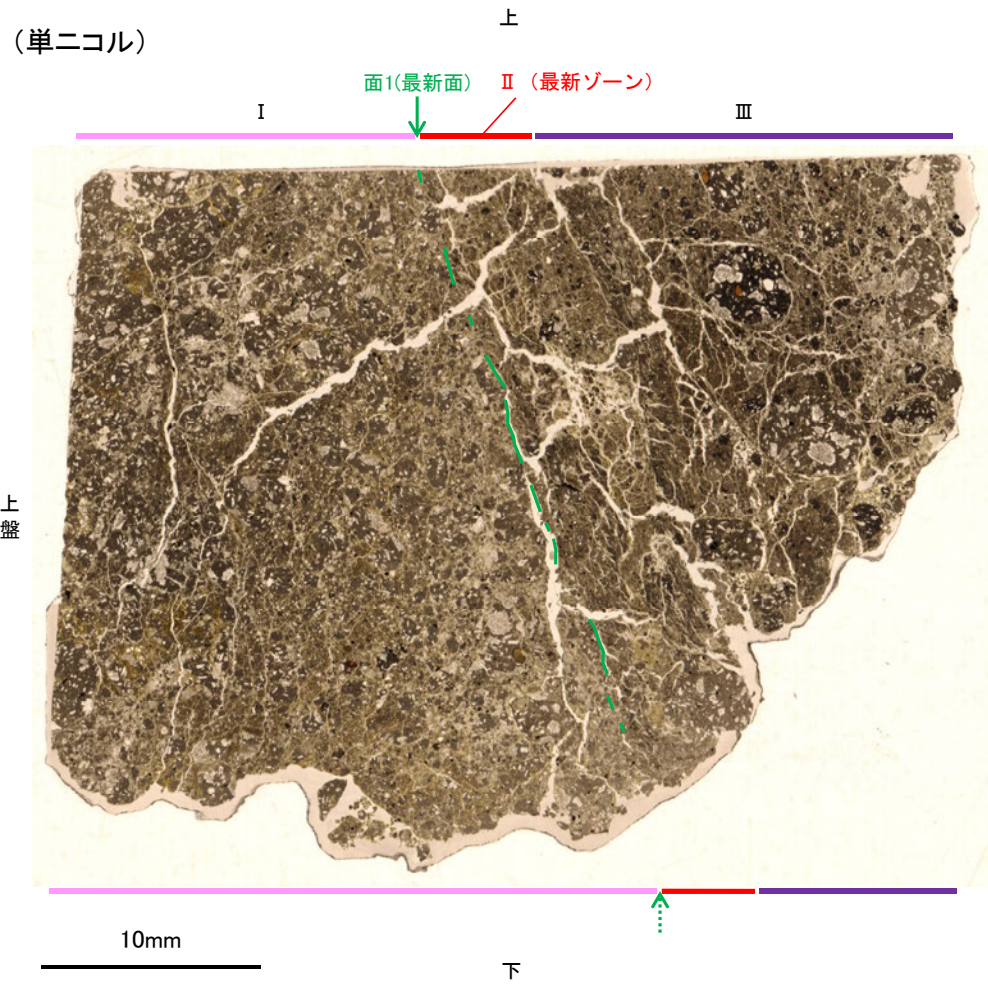 上
（単ニコル）
面1(最新面) Ⅱ （最新ゾーン）
Ⅰ Ⅲ
上
盤
10mm
下